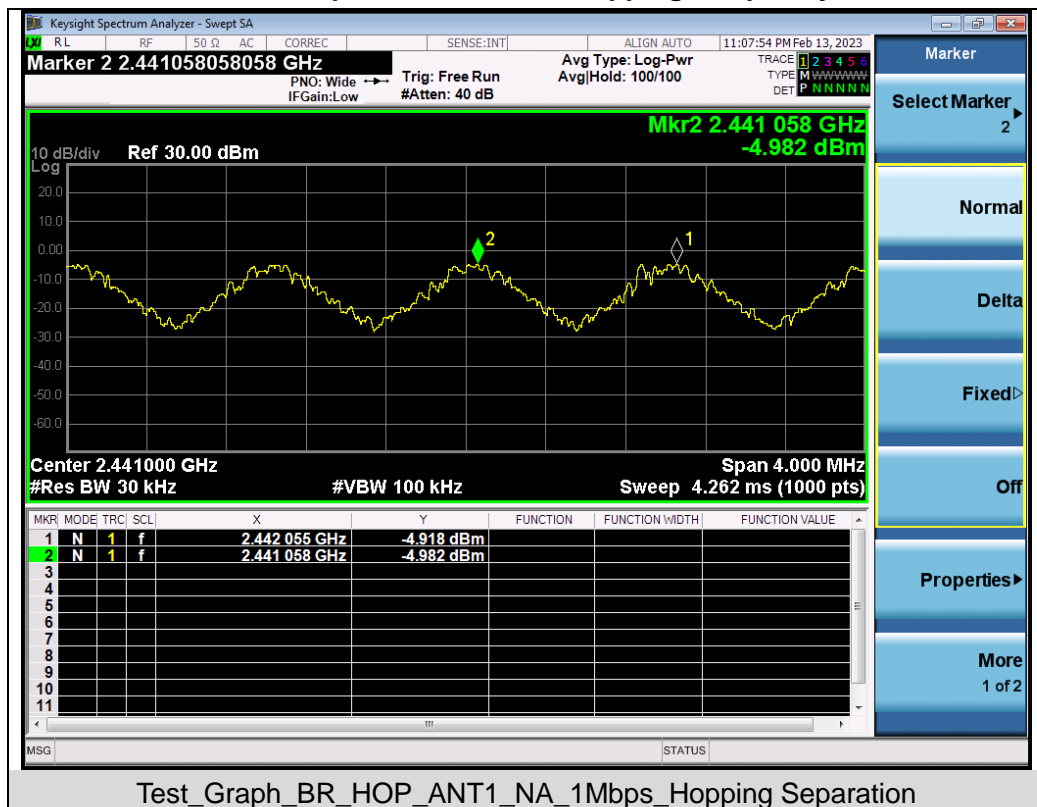 Keysight Spectrum Analyzer - Swept SA
LXI RL RF 50 Ω AC CORREC SENSE:INT ALIGN AUTO 11:07:54 PM Feb 13, 2023
Marker 2 2.441058058058 GHz
PNO: Wide
IFGain:Low
Trig: Free Run
#Atten: 40 dB
Avg Type: Log-Pwr
Avg|Hold: 100/100
TRACE 1 2 3 4 5 6
TYPE M WWWWW
DET P N N N N N
Mkr2 2.441 058 GHz
-4.982 dBm
10 dB/div Ref 30.00 dBm
Log
20.0
10.0
0.00
-10.0
-20.0
-30.0
-40.0
-50.0
-60.0
2
1
Center 2.441000 GHz Span 4.000 MHz
#Res BW 30 kHz #VBW 100 kHz Sweep 4.262 ms (1000 pts)
MKR MODE TRC SCL X Y FUNCTION FUNCTION WIDTH FUNCTION VALUE
1 N 1 f 2.442 055 GHz -4.918 dBm
2 N 1 f 2.441 058 GHz -4.982 dBm
3
4
5
6
7
8
9
10
11
MSG STATUS
Marker
Select Marker
2
Normal
Delta
Fixed
Off
Properties
More
1 of 2
Test_Graph_BR_HOP_ANT1_NA_1Mbps_Hopping Separation